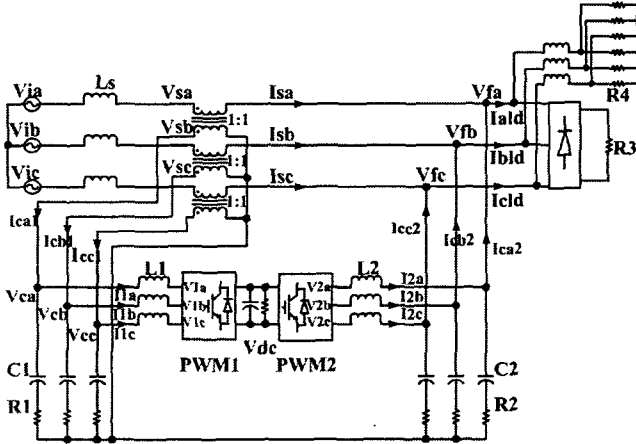 Via
Ls
Vsa
Isa
Vfa
Iald
R4
1:1
Vib
Vsb
Isb
Vfb
Ibld
R3
1:1
Vic
Vsc
Isc
Vfc
Icld
1:1
Ica1
Icb1
Icc1
Icc2
Icb2
Ica2
L1
L2
Vca
I1a
V1a
V2a
I2a
Vcb
I1b
V1b
V2b
I2b
Vcc
I1c
V1c
V2c
I2c
Vdc
PWM1
PWM2
C1
C2
R1
R2